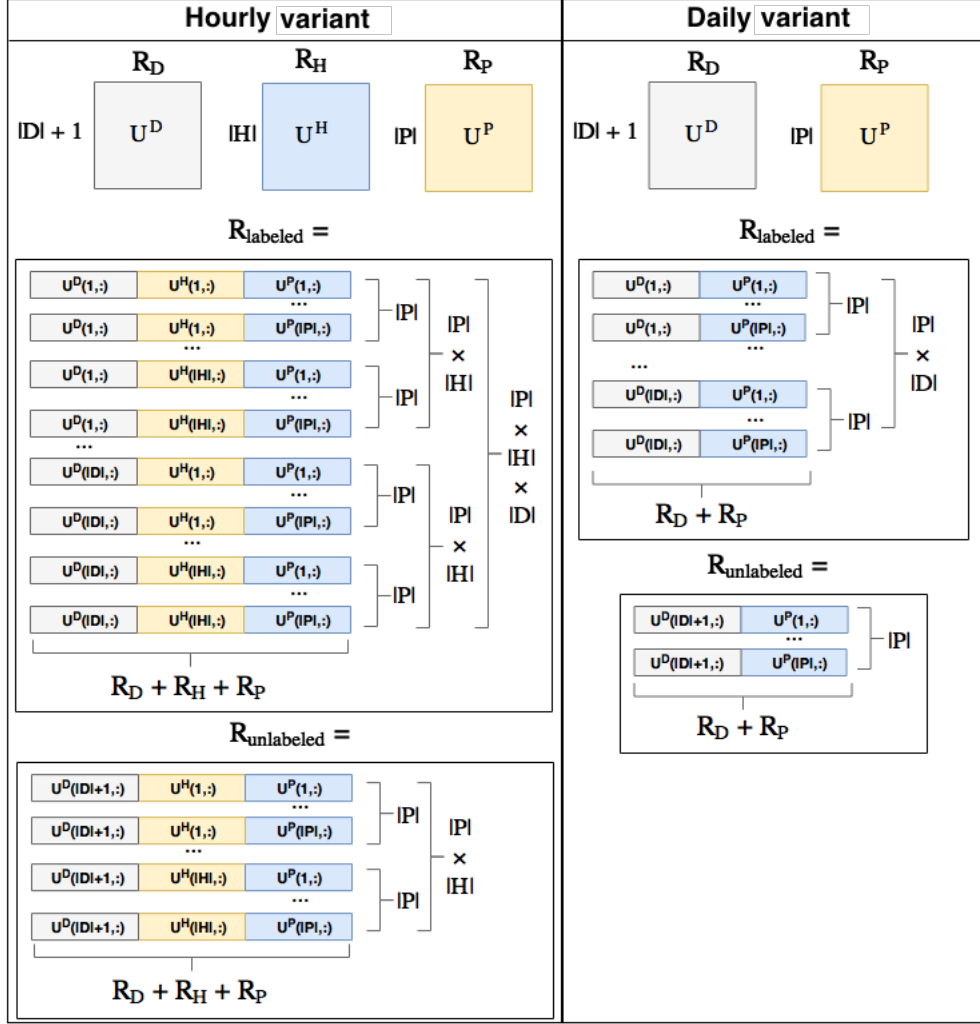 Hourly variant
R_D R_H R_P
|D| + 1 U^D |H| U^H |P| U^P
R_labeled =
U^D(1,:) U^H(1,:) U^P(1,:)
...
U^D(1,:) U^H(1,:) U^P(|P|,:)
|P|
...
U^D(1,:) U^H(|H|,:) U^P(1,:)
...
U^D(1,:) U^H(|H|,:) U^P(|P|,:)
|P|
|P|
×
|H|
...
U^D(|D|,:) U^H(1,:) U^P(1,:)
...
U^D(|D|,:) U^H(1,:) U^P(|P|,:)
|P|
...
U^D(|D|,:) U^H(|H|,:) U^P(1,:)
...
U^D(|D|,:) U^H(|H|,:) U^P(|P|,:)
|P|
|P|
×
|H|
|P|
×
|H|
×
|D|
R_D + R_H + R_P
R_unlabeled =
U^D(|D|+1,:) U^H(1,:) U^P(1,:)
...
U^D(|D|+1,:) U^H(1,:) U^P(|P|,:)
|P|
...
U^D(|D|+1,:) U^H(|H|,:) U^P(1,:)
...
U^D(|D|+1,:) U^H(|H|,:) U^P(|P|,:)
|P|
|P|
×
|H|
R_D + R_H + R_P
Daily variant
R_D R_P
|D| + 1 U^D |P| U^P
R_labeled =
U^D(1,:) U^P(1,:)
...
U^D(1,:) U^P(|P|,:)
|P|
...
...
U^D(|D|,:) U^P(1,:)
...
U^D(|D|,:) U^P(|P|,:)
|P|
|P|
×
|D|
R_D + R_P
R_unlabeled =
U^D(|D|+1,:) U^P(1,:)
...
U^D(|D|+1,:) U^P(|P|,:)
|P|
R_D + R_P